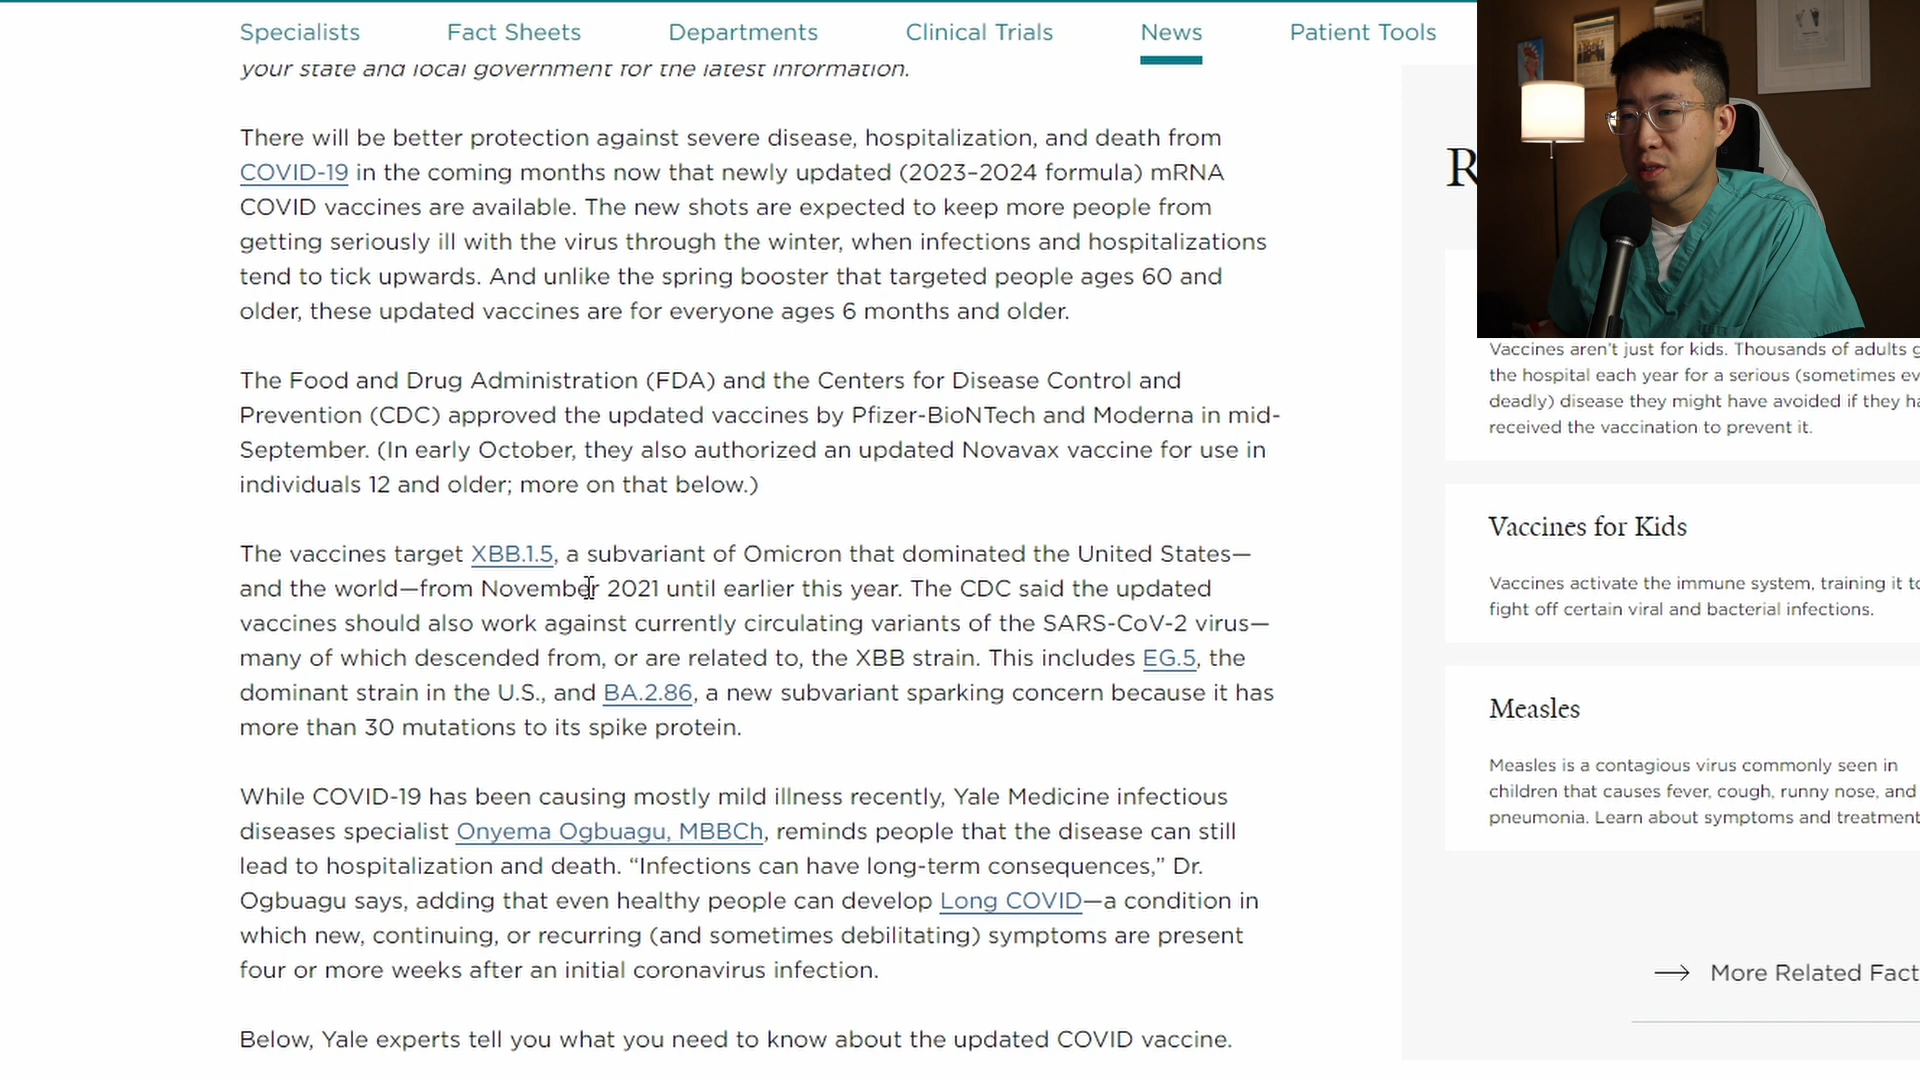 Specialists Fact Sheets Departments Clinical Trials News Patient Tools
your state and local government for the latest information.
There will be better protection against severe disease, hospitalization, and death from
COVID-19 in the coming months now that newly updated (2023–2024 formula) mRNA
COVID vaccines are available. The new shots are expected to keep more people from
getting seriously ill with the virus through the winter, when infections and hospitalizations
tend to tick upwards. And unlike the spring booster that targeted people ages 60 and
older, these updated vaccines are for everyone ages 6 months and older.
The Food and Drug Administration (FDA) and the Centers for Disease Control and
Prevention (CDC) approved the updated vaccines by Pfizer-BioNTech and Moderna in mid-
September. (In early October, they also authorized an updated Novavax vaccine for use in
individuals 12 and older; more on that below.)
The vaccines target XBB.1.5, a subvariant of Omicron that dominated the United States—
and the world—from November 2021 until earlier this year. The CDC said the updated
vaccines should also work against currently circulating variants of the SARS-CoV-2 virus—
many of which descended from, or are related to, the XBB strain. This includes EG.5, the
dominant strain in the U.S., and BA.2.86, a new subvariant sparking concern because it has
more than 30 mutations to its spike protein.
While COVID-19 has been causing mostly mild illness recently, Yale Medicine infectious
diseases specialist Onyema Ogbuagu, MBBCh, reminds people that the disease can still
lead to hospitalization and death. “Infections can have long-term consequences,” Dr.
Ogbuagu says, adding that even healthy people can develop Long COVID—a condition in
which new, continuing, or recurring (and sometimes debilitating) symptoms are present
four or more weeks after an initial coronavirus infection.
Below, Yale experts tell you what you need to know about the updated COVID vaccine.
R
Vaccines aren't just for kids. Thousands of adults g
the hospital each year for a serious (sometimes ev
deadly) disease they might have avoided if they ha
received the vaccination to prevent it.
Vaccines for Kids
Vaccines activate the immune system, training it to
fight off certain viral and bacterial infections.
Measles
Measles is a contagious virus commonly seen in
children that causes fever, cough, runny nose, and
pneumonia. Learn about symptoms and treatment
→ More Related Fact